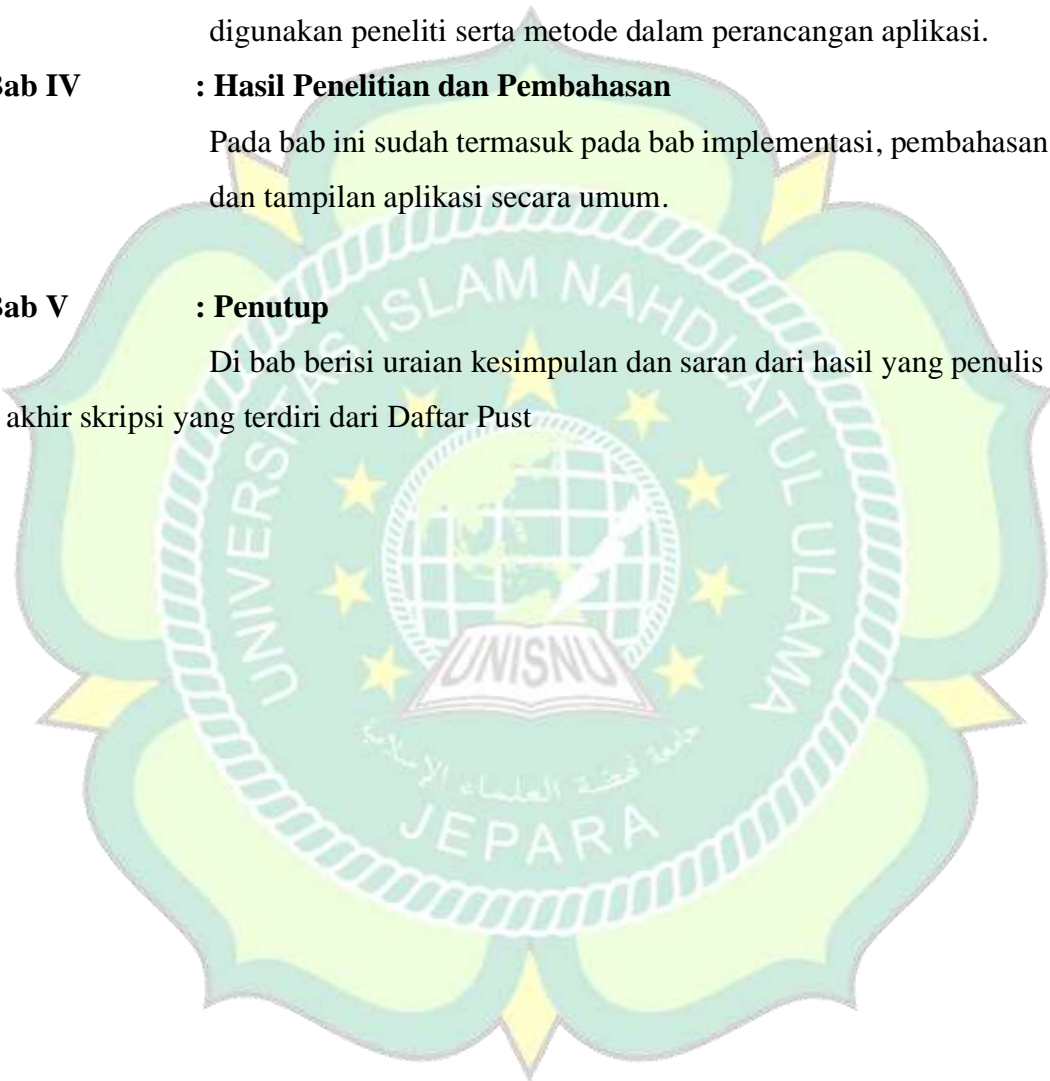 digunakan peneliti serta metode dalam perancangan aplikasi.
Bab IV : Hasil Penelitian dan Pembahasan
Pada bab ini sudah termasuk pada bab implementasi, pembahasan
dan tampilan aplikasi secara umum.
Bab V : Penutup
Di bab berisi uraian kesimpulan dan saran dari hasil yang penulis
akhir skripsi yang terdiri dari Daftar Pust
UNIVERSITAS ISLAM NAHDLATUL ULAMA
UNISNU
JEPARA